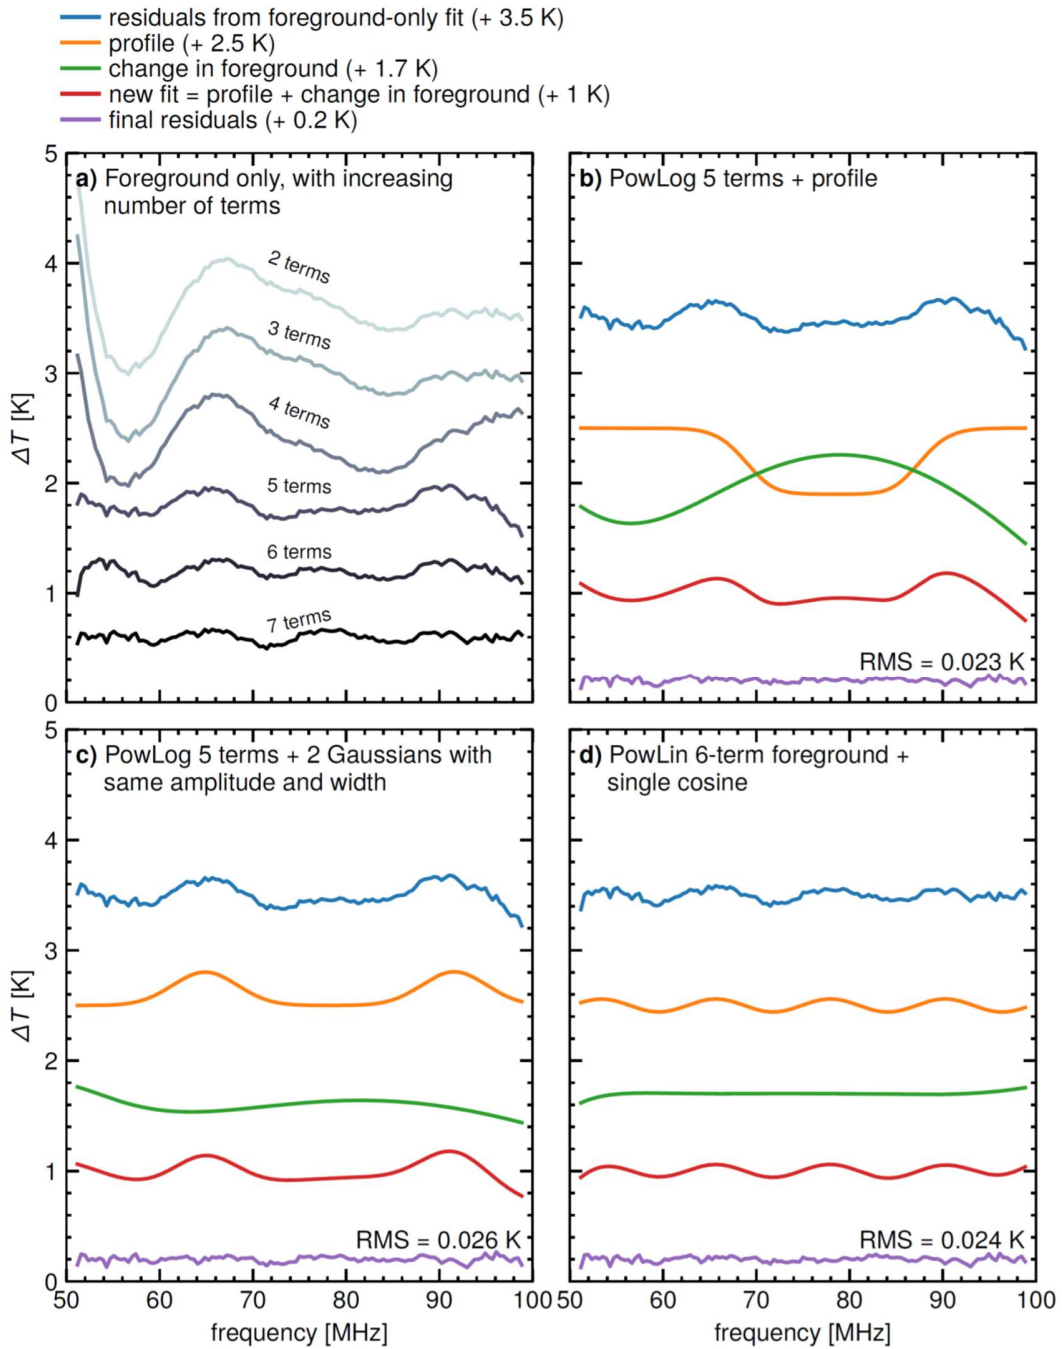 residuals from foreground-only fit (+ 3.5 K)
profile (+ 2.5 K)
change in foreground (+ 1.7 K)
new fit = profile + change in foreground (+ 1 K)
final residuals (+ 0.2 K)
5
a) Foreground only, with increasing
number of terms
b) PowLog 5 terms + profile
4
2 terms
3
3 terms
ΔT [K]
4 terms
2
5 terms
6 terms
1
7 terms
RMS = 0.023 K
0
5
c) PowLog 5 terms + 2 Gaussians with
same amplitude and width
d) PowLin 6-term foreground +
single cosine
4
3
ΔT [K]
2
1
RMS = 0.026 K
RMS = 0.024 K
0
50 60 70 80 90 100 50 60 70 80 90 100
frequency [MHz] frequency [MHz]